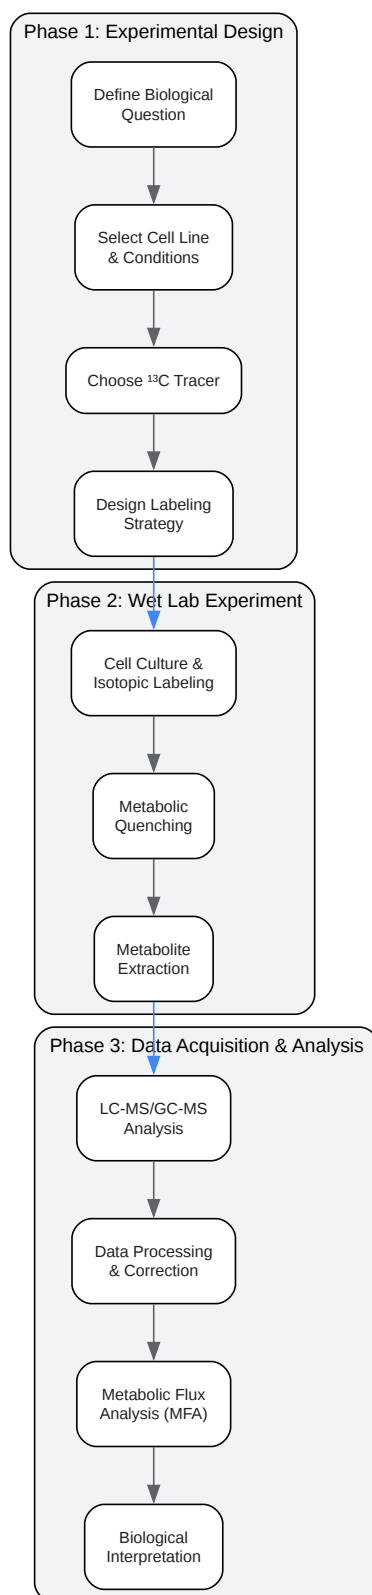 Phase 1: Experimental Design
Define Biological
Question
Select Cell Line
& Conditions
Choose ¹³C Tracer
Design Labeling
Strategy
Phase 2: Wet Lab Experiment
Cell Culture &
Isotopic Labeling
Metabolic
Quenching
Metabolite
Extraction
Phase 3: Data Acquisition & Analysis
LC-MS/GC-MS
Analysis
Data Processing
& Correction
Metabolic Flux
Analysis (MFA)
Biological
Interpretation